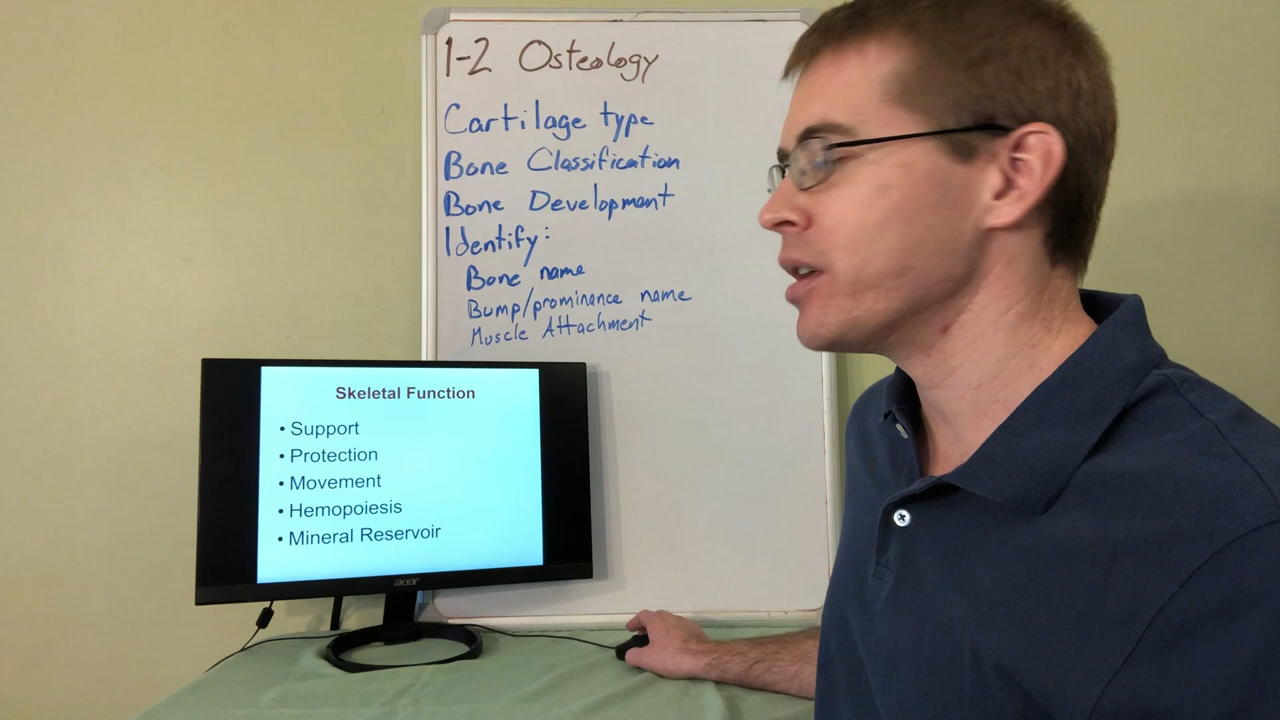 1-2 Osteology
Cartilage type
Bone Classification
Bone Development
Identify:
Bone name
Bump/prominance name
Muscle Attachment
Skeletal Function
• Support
• Protection
• Movement
• Hemopoiesis
• Mineral Reservoir
acer